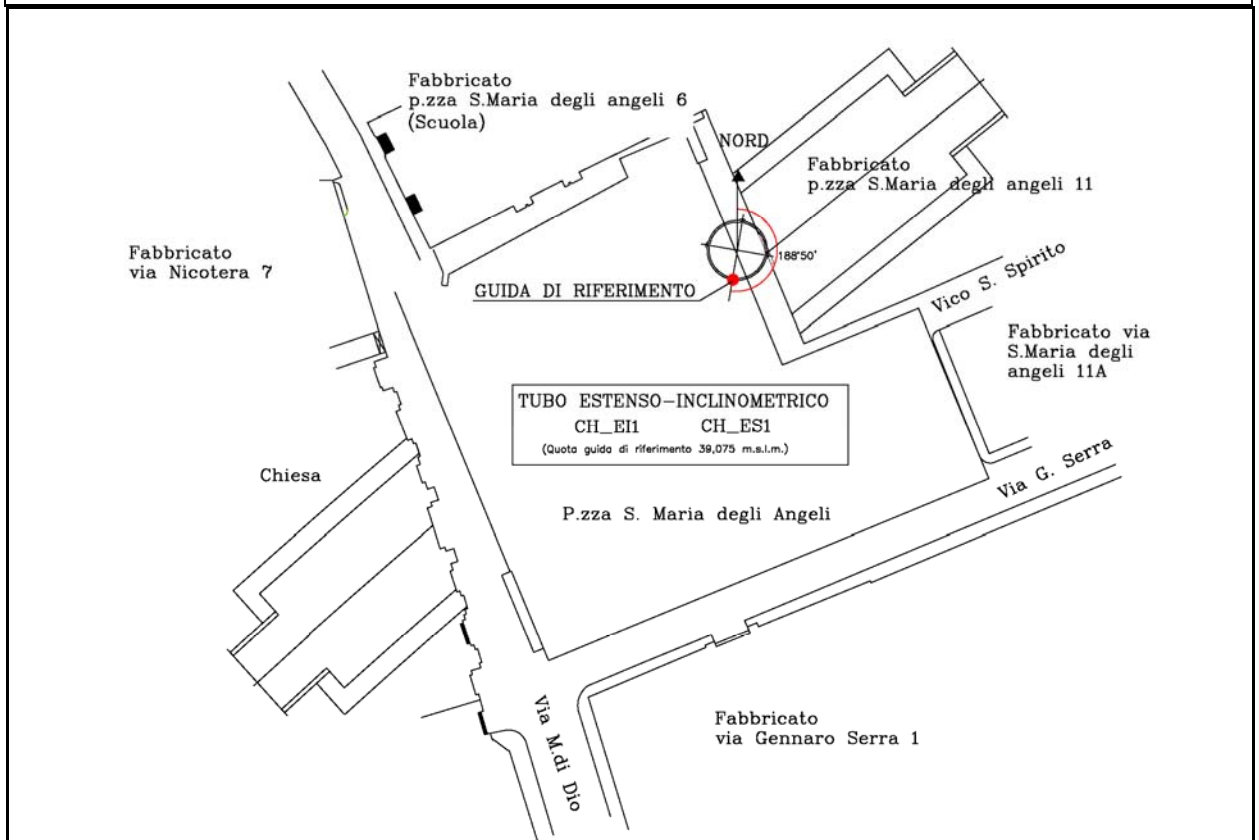 Fabbricato
p.zza S.Maria degli angeli 6
(Scuola)
NORD
Fabbricato
p.zza S.Maria degli angeli 11
Fabbricato
via Nicotera 7
188°50'
GUIDA DI RIFERIMENTO
Vico S. Spirito
Fabbricato via
S.Maria degli
angeli 11A
TUBO ESTENSO-INCLINOMETRICO
CH_EI1 CH_ES1
(Quota guida di riferimento 39,075 m.s.l.m.)
Chiesa
Via G. Serra
P.zza S. Maria degli Angeli
Via M.di Dio
Fabbricato
via Gennaro Serra 1